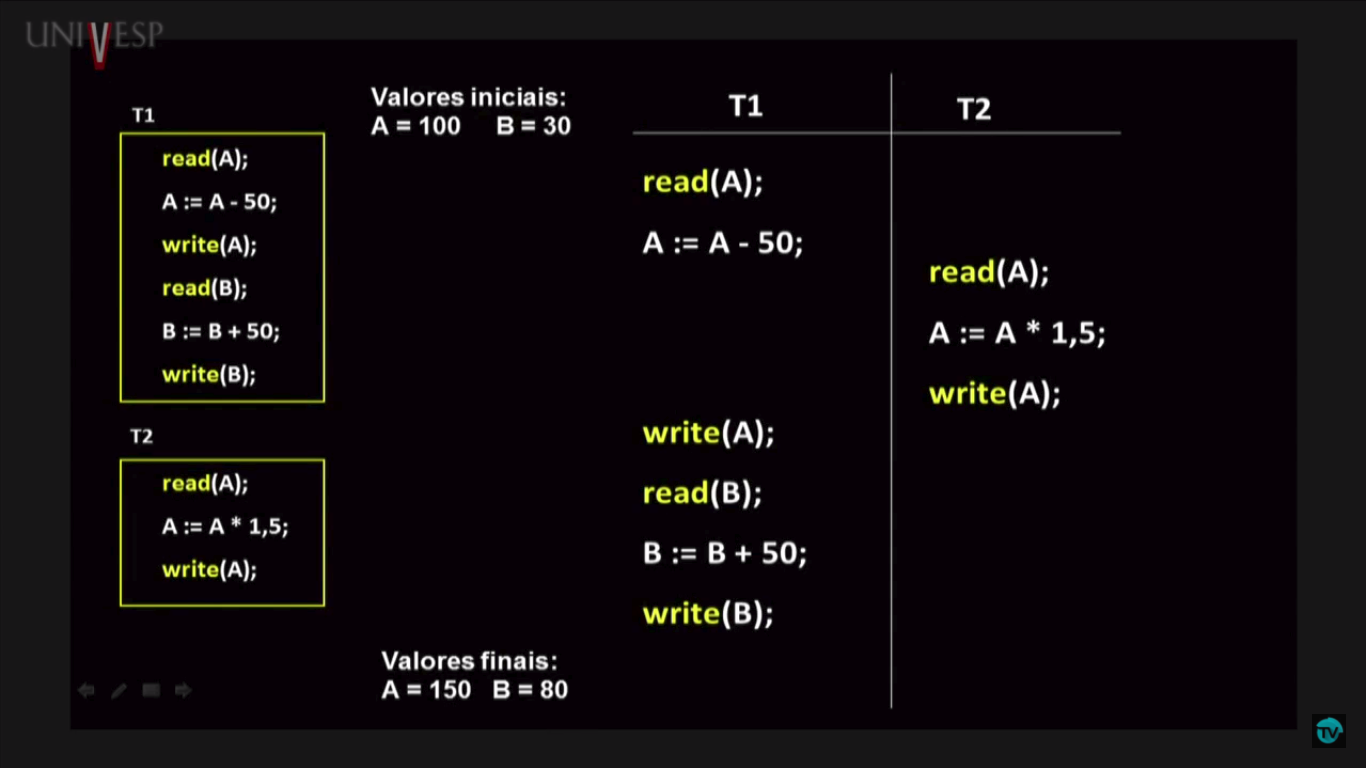 UNIVESP
T1
read(A);
A := A - 50;
write(A);
read(B);
B := B + 50;
write(B);
T2
read(A);
A := A * 1,5;
write(A);
Valores iniciais:
A = 100 B = 30
Valores finais:
A = 150 B = 80
T1
T2
read(A);
A := A - 50;
read(A);
A := A * 1,5;
write(A);
write(A);
read(B);
B := B + 50;
write(B);
TV